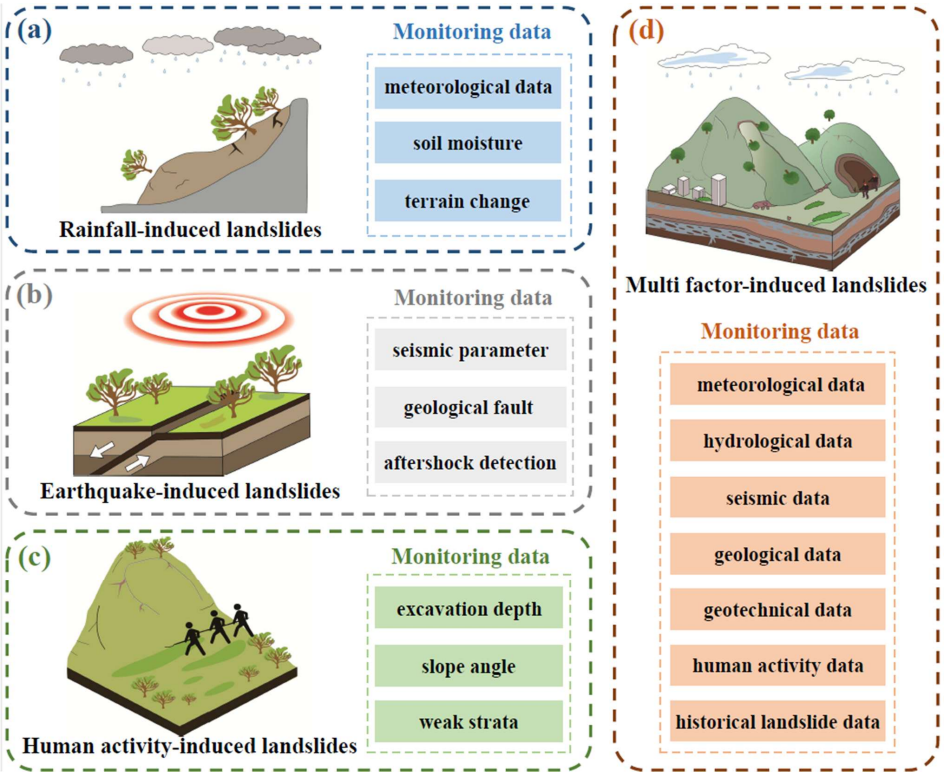 (a)
Monitoring data
meteorological data
soil moisture
terrain change
Rainfall-induced landslides
(b)
Monitoring data
seismic parameter
geological fault
aftershock detection
Earthquake-induced landslides
(c)
Monitoring data
excavation depth
slope angle
weak strata
Human activity-induced landslides
(d)
Multi factor-induced landslides
Monitoring data
meteorological data
hydrological data
seismic data
geological data
geotechnical data
human activity data
historical landslide data